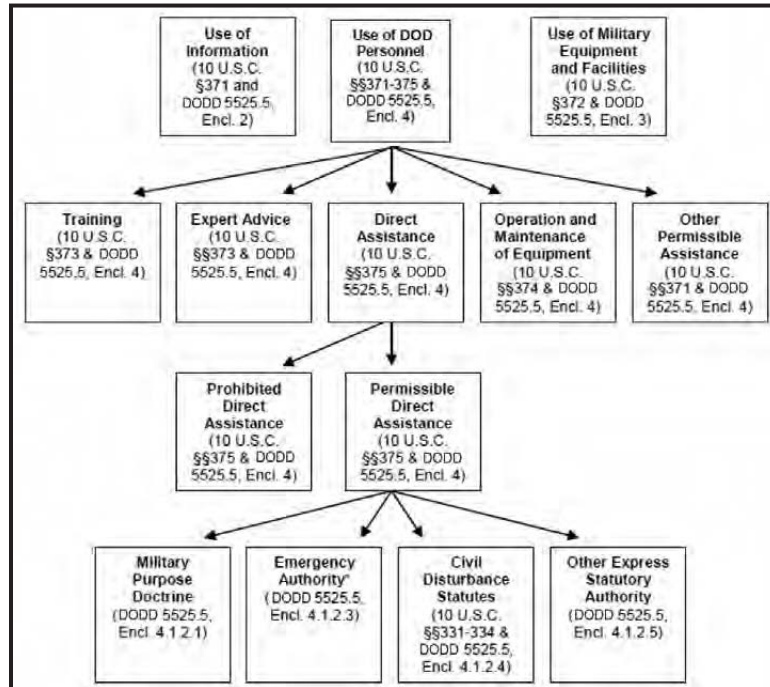 Use of
Information
(10 U.S.C.
§371 and
DODD 5525.5,
Encl. 2)
Use of DOD
Personnel
(10 U.S.C.
§§371-375 &
DODD 5525.5,
Encl. 4)
Use of Military
Equipment
and Facilities
(10 U.S.C.
§372 & DODD
5525.5, Encl. 3)
Training
(10 U.S.C.
§373 & DODD
5525.5, Encl. 4)
Expert Advice
(10 U.S.C.
§§373 & DODD
5525.5, Encl. 4)
Direct
Assistance
(10 U.S.C.
§§375 & DODD
5525.5, Encl. 4)
Operation and
Maintenance
of Equipment
(10 U.S.C.
§§374 & DODD
5525.5, Encl. 4)
Other
Permissible
Assistance
(10 U.S.C.
§§371 & DODD
5525.5, Encl. 4)
Prohibited
Direct
Assistance
(10 U.S.C.
§§375 & DODD
5525.5, Encl. 4)
Permissible
Direct
Assistance
(10 U.S.C.
§§375 & DODD
5525.5, Encl. 4)
Military
Purpose
Doctrine
(DODD 5525.5,
Encl. 4.1.2.1)
Emergency
Authority*
(DODD 5525.5,
Encl. 4.1.2.3)
Civil
Disturbance
Statutes
(10 U.S.C.
§§331-334 &
DODD 5525.5,
Encl. 4.1.2.4)
Other Express
Statutory
Authority
(DODD 5525.5,
Encl. 4.1.2.5)